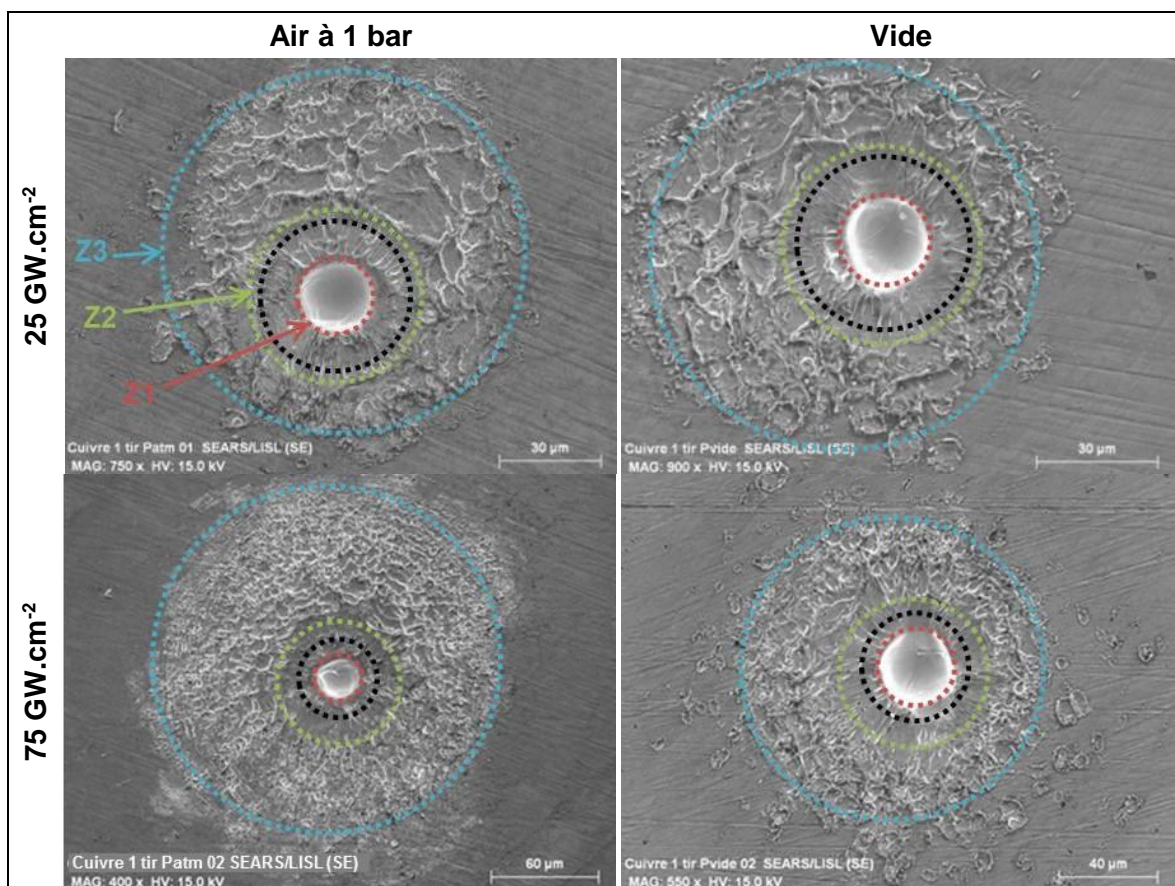 Air à 1 bar
Vide
25 GW.cm-2
Z3
Z2
Z1
Cuivre 1 tir Patm 01 SEARS/LISL (SE)
MAG: 750 x HV: 15.0 kV
30 µm
Cuivre 1 tir Pvide SEARS/LISL (SE)
MAG: 900 x HV: 15.0 kV
30 µm
75 GW.cm-2
Cuivre 1 tir Patm 02 SEARS/LISL (SE)
MAG: 400 x HV: 15.0 kV
60 µm
Cuivre 1 tir Pvide 02 SEARS/LISL (SE)
MAG: 550 x HV: 15.0 kV
40 µm